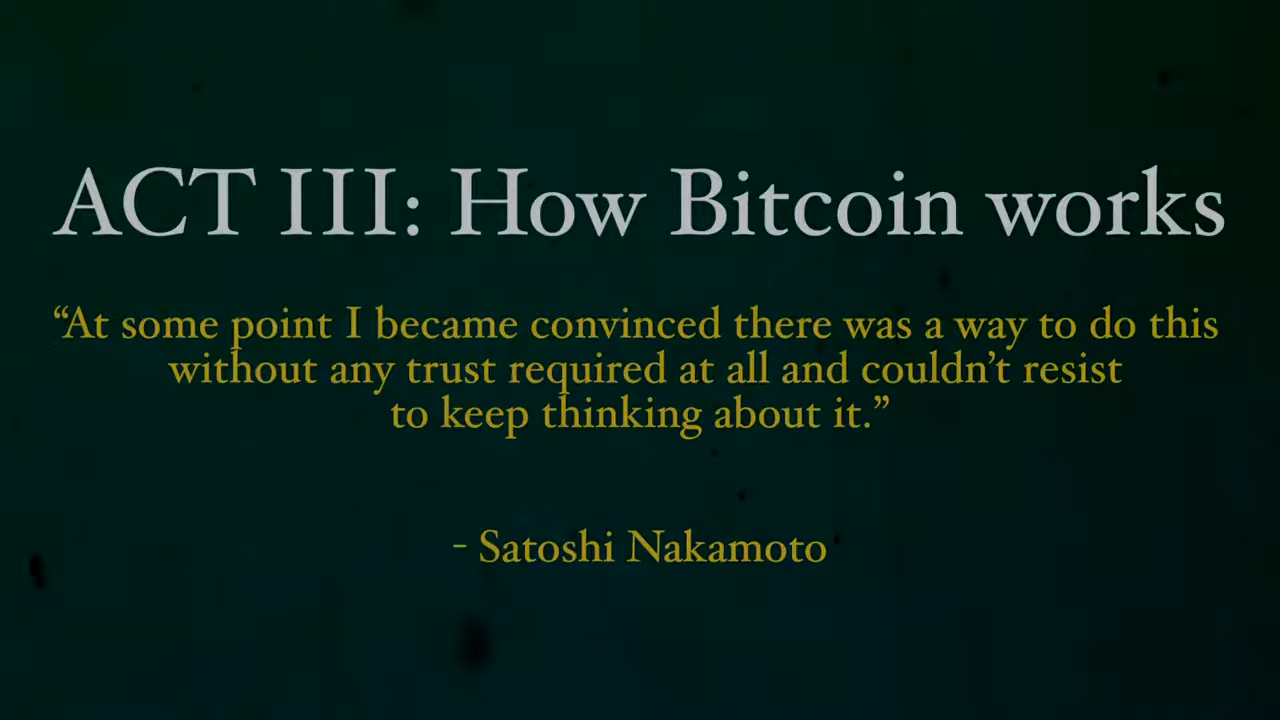 ACT III: How Bitcoin works
“At some point I became convinced there was a way to do this
without any trust required at all and couldn’t resist
to keep thinking about it.”
- Satoshi Nakamoto